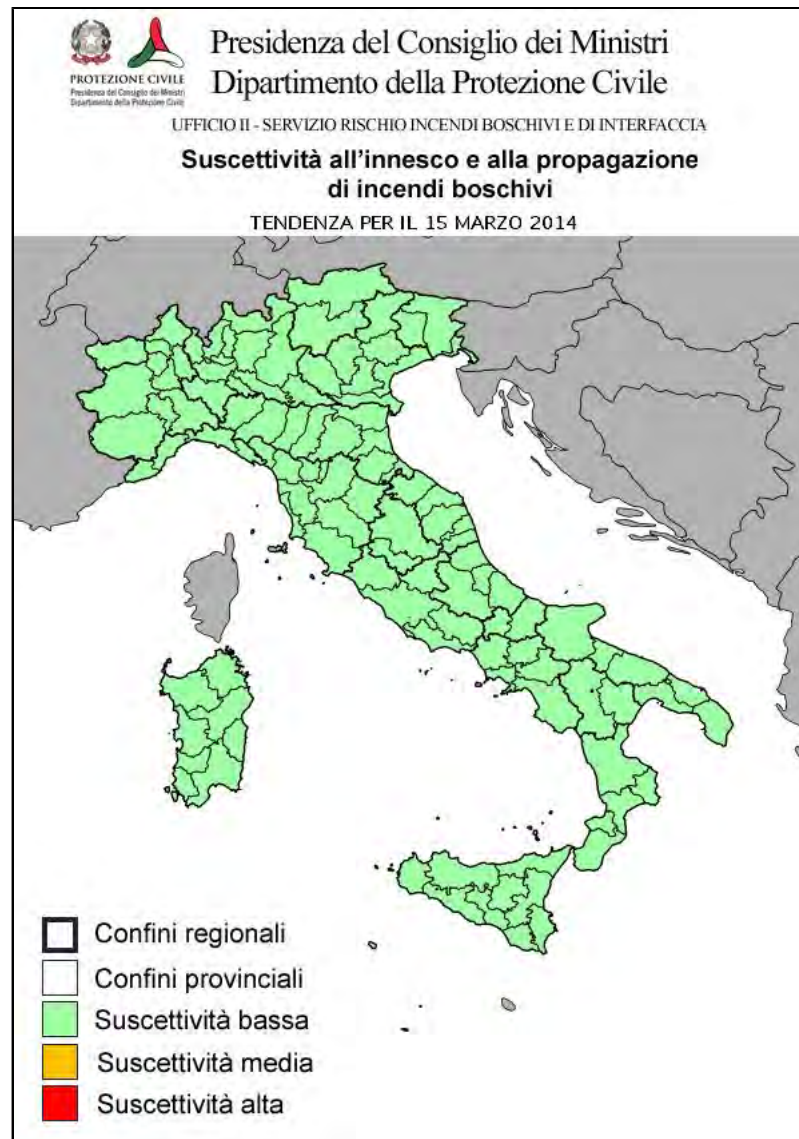 PROTEZIONE CIVILE
Presidenza del Consiglio dei Ministri
Dipartimento della Protezione Civile
Presidenza del Consiglio dei Ministri
Dipartimento della Protezione Civile
UFFICIO II - SERVIZIO RISCHIO INCENDI BOSCHIVI E DI INTERFACCIA
Suscettività all'innesco e alla propagazione
di incendi boschivi
TENDENZA PER IL 15 MARZO 2014
Confini regionali
Confini provinciali
Suscettività bassa
Suscettività media
Suscettività alta